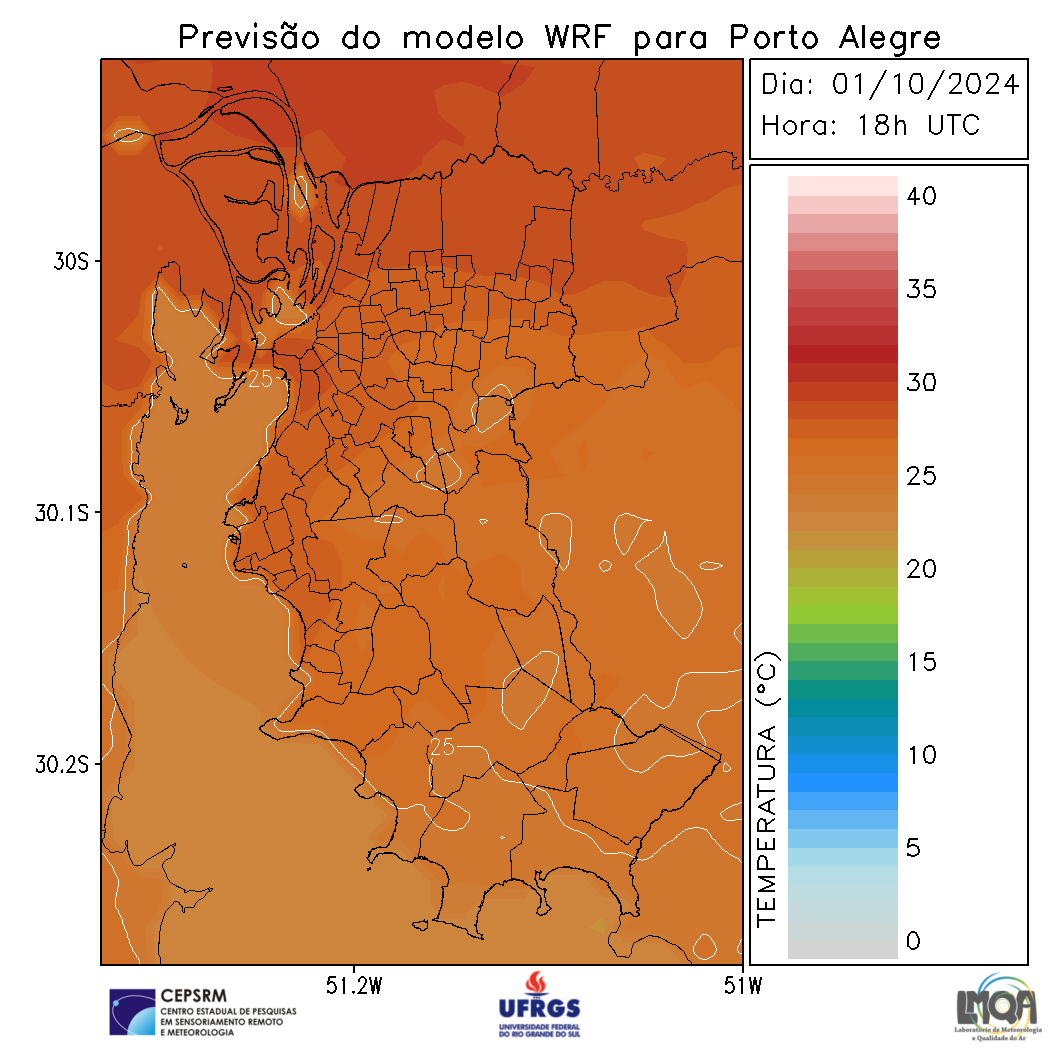 Previsão do modelo WRF para Porto Alegre
Dia: 01/10/2024
Hora: 18h UTC
40
35
30
25
20
15
10
5
0
TEMPERATURA (°C)
30S
30.1S
30.2S
25
25
51.2W
51W
CEPSRM
CENTRO ESTADUAL DE PESQUISAS
EM SENSORIAMENTO REMOTO
E METEOROLOGIA
UFRGS
UNIVERSIDADE FEDERAL
DO RIO GRANDE DO SUL
LMQA
Laboratório de Meteorologia
e Qualidade do Ar